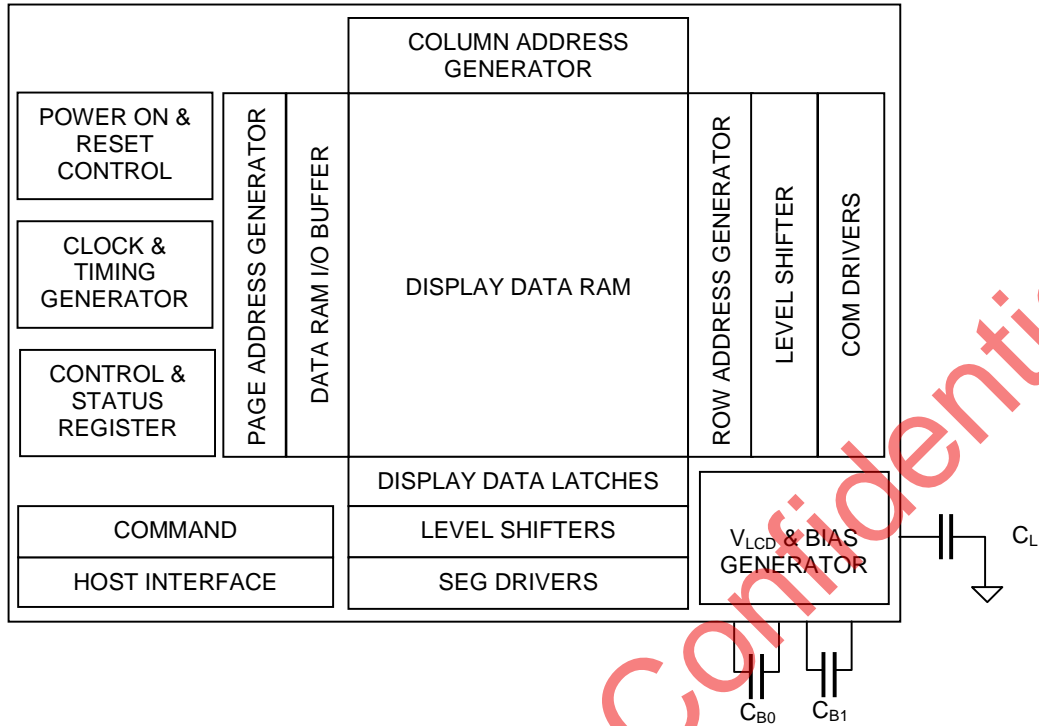 COLUMN ADDRESS
GENERATOR
POWER ON &
RESET
CONTROL
CLOCK &
TIMING
GENERATOR
CONTROL &
STATUS
REGISTER
PAGE ADDRESS GENERATOR
DATA RAM I/O BUFFER
DISPLAY DATA RAM
ROW ADDRESS GENERATOR
LEVEL SHIFTER
COM DRIVERS
DISPLAY DATA LATCHES
COMMAND
LEVEL SHIFTERS
HOST INTERFACE
SEG DRIVERS
VLCD & BIAS
GENERATOR
CL
CB0
CB1